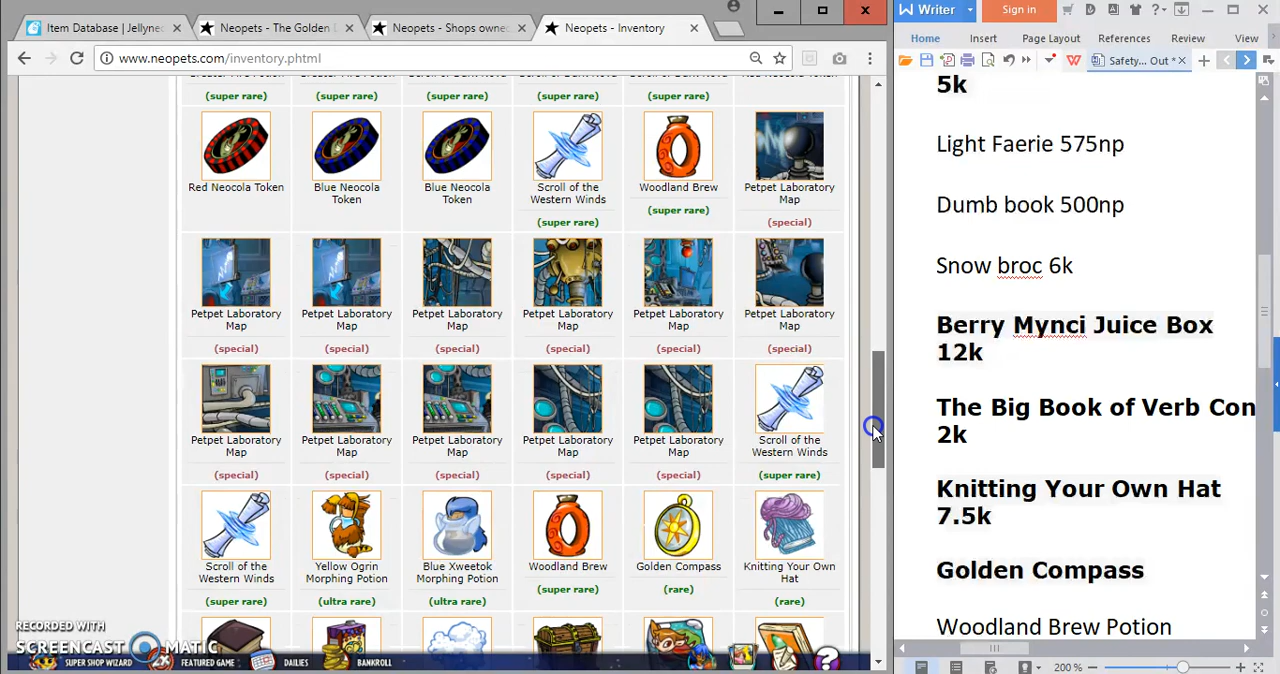 Item Database | Jellyne
Neopets - The Golden
Neopets - Shops owne
Neopets - Inventory
www.neopets.com/inventory.phtml
(super rare) (super rare) (super rare) (super rare) (super rare)
Red Neocola Token
Blue Neocola Token
Blue Neocola Token
Scroll of the Western Winds
(super rare)
Woodland Brew
(super rare)
Petpet Laboratory Map
(special)
Petpet Laboratory Map
(special)
Petpet Laboratory Map
(special)
Petpet Laboratory Map
(special)
Petpet Laboratory Map
(special)
Petpet Laboratory Map
(special)
Petpet Laboratory Map
(special)
Petpet Laboratory Map
(special)
Petpet Laboratory Map
(special)
Petpet Laboratory Map
(special)
Petpet Laboratory Map
(special)
Petpet Laboratory Map
(special)
Scroll of the Western Winds
(super rare)
Scroll of the Western Winds
(super rare)
Yellow Ogrin Morphing Potion
(ultra rare)
Blue Xweetok Morphing Potion
(ultra rare)
Woodland Brew
(super rare)
Golden Compass
(rare)
Knitting Your Own Hat
(rare)
RECORDED WITH
SCREENCAST MATIC
SUPER SHOP WIZARD
FEATURED GAME
DAILIES
BANKROLL
Writer
Sign in
Home Insert Page Layout References Review View
Safety... Out *
5k
Light Faerie 575np
Dumb book 500np
Snow broc 6k
Berry Mynci Juice Box
12k
The Big Book of Verb Con
2k
Knitting Your Own Hat
7.5k
Golden Compass
Woodland Brew Potion
200 %